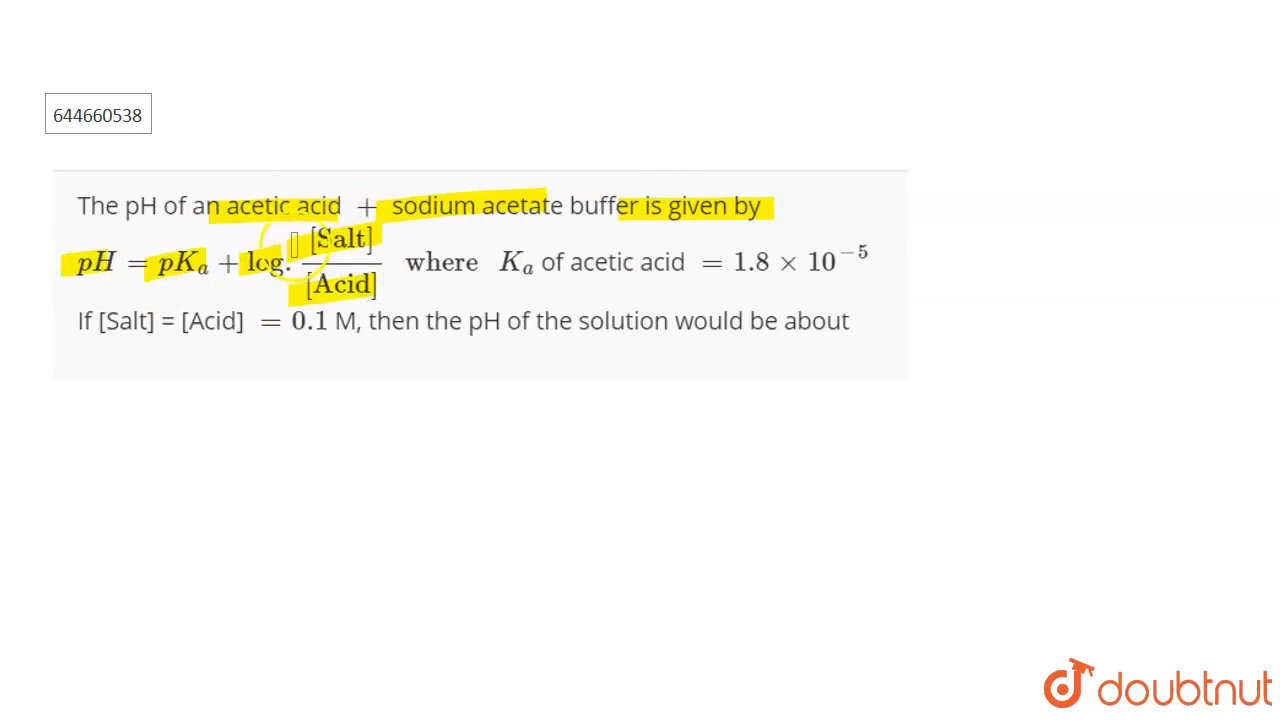 644660538
The pH of an acetic acid + sodium acetate buffer is given by
pH = pKₐ + log. [Salt] / [Acid] where Kₐ of acetic acid = 1.8 × 10⁻⁵
If [Salt] = [Acid] = 0.1 M, then the pH of the solution would be about
doubtnut